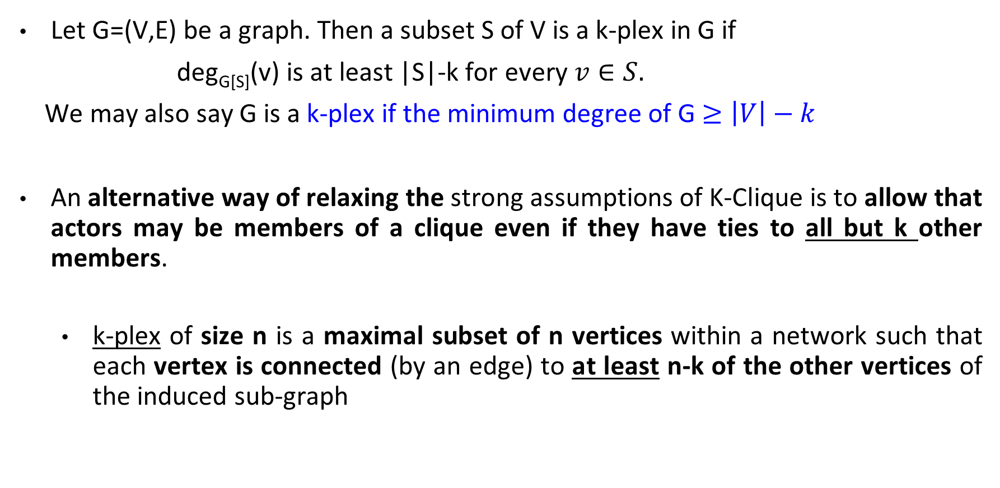 • Let G=(V,E) be a graph. Then a subset S of V is a k-plex in G if
deg_G[S](v) is at least |S|-k for every 𝑣 ∈ 𝑆.
We may also say G is a k-plex if the minimum degree of G ≥ |𝑉| − 𝑘
• An alternative way of relaxing the strong assumptions of K-Clique is to allow that
actors may be members of a clique even if they have ties to all but k other
members.
• k-plex of size n is a maximal subset of n vertices within a network such that
each vertex is connected (by an edge) to at least n-k of the other vertices of
the induced sub-graph